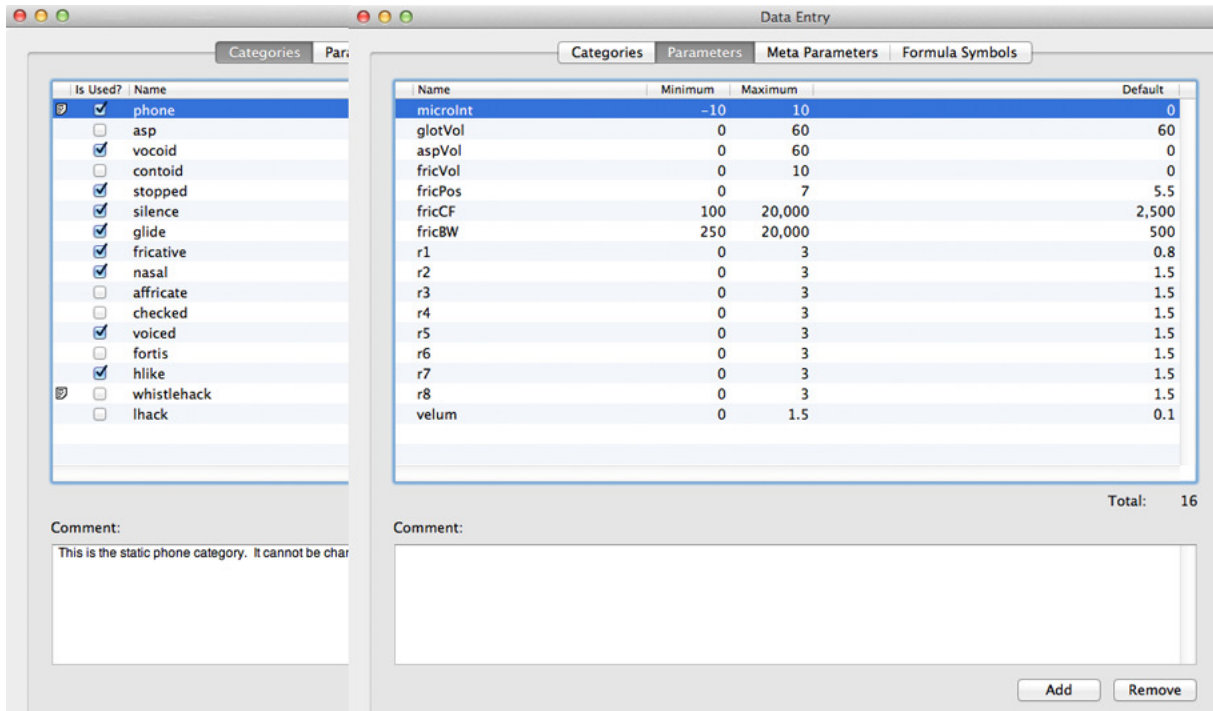 Data Entry
Categories Para
Categories Parameters Meta Parameters Formula Symbols
Is Used? Name
phone
asp
vocoid
contoid
stopped
silence
glide
fricative
nasal
affricate
checked
voiced
fortis
hlike
whistlehack
lhack
Comment:
This is the static phone category. It cannot be char
Name Minimum Maximum Default
microInt -10 10 0
glotVol 0 60 60
aspVol 0 60 0
fricVol 0 10 0
fricPos 0 7 5.5
fricCF 100 20,000 2,500
fricBW 250 20,000 500
r1 0 3 0.8
r2 0 3 1.5
r3 0 3 1.5
r4 0 3 1.5
r5 0 3 1.5
r6 0 3 1.5
r7 0 3 1.5
r8 0 3 1.5
velum 0 1.5 0.1
Total: 16
Comment:
Add Remove